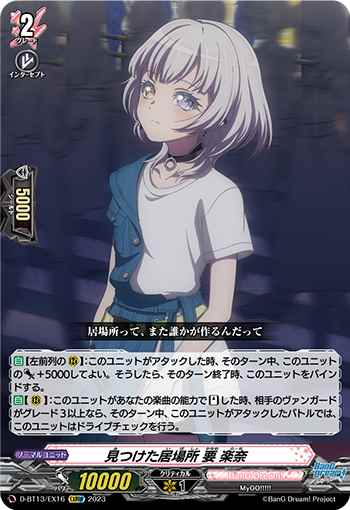 2
グレード
インターセプト
5000
シールド
居場所って、また誰かが作るんだって
自【左前列のR】:このユニットがアタックした時、そのターン中、このユニット
の+5000してよい。そうしたら、そのターン終了時、このユニットをバイン
ドする。
自【R】:このユニットがあなたの楽曲の能力で【】した時、相手のヴァンガード
がグレード3以上なら、そのターン中、このユニットがアタックしたバトルでは、
このユニットはドライブチェックを行う。
ノーマルユニット
見つけた居場所 要 楽奈
BanG Dream!
パワー
10000
クリティカル
1
MyGO!!!!!
D-BT13/EX16
2023
©BanG Dream! Project